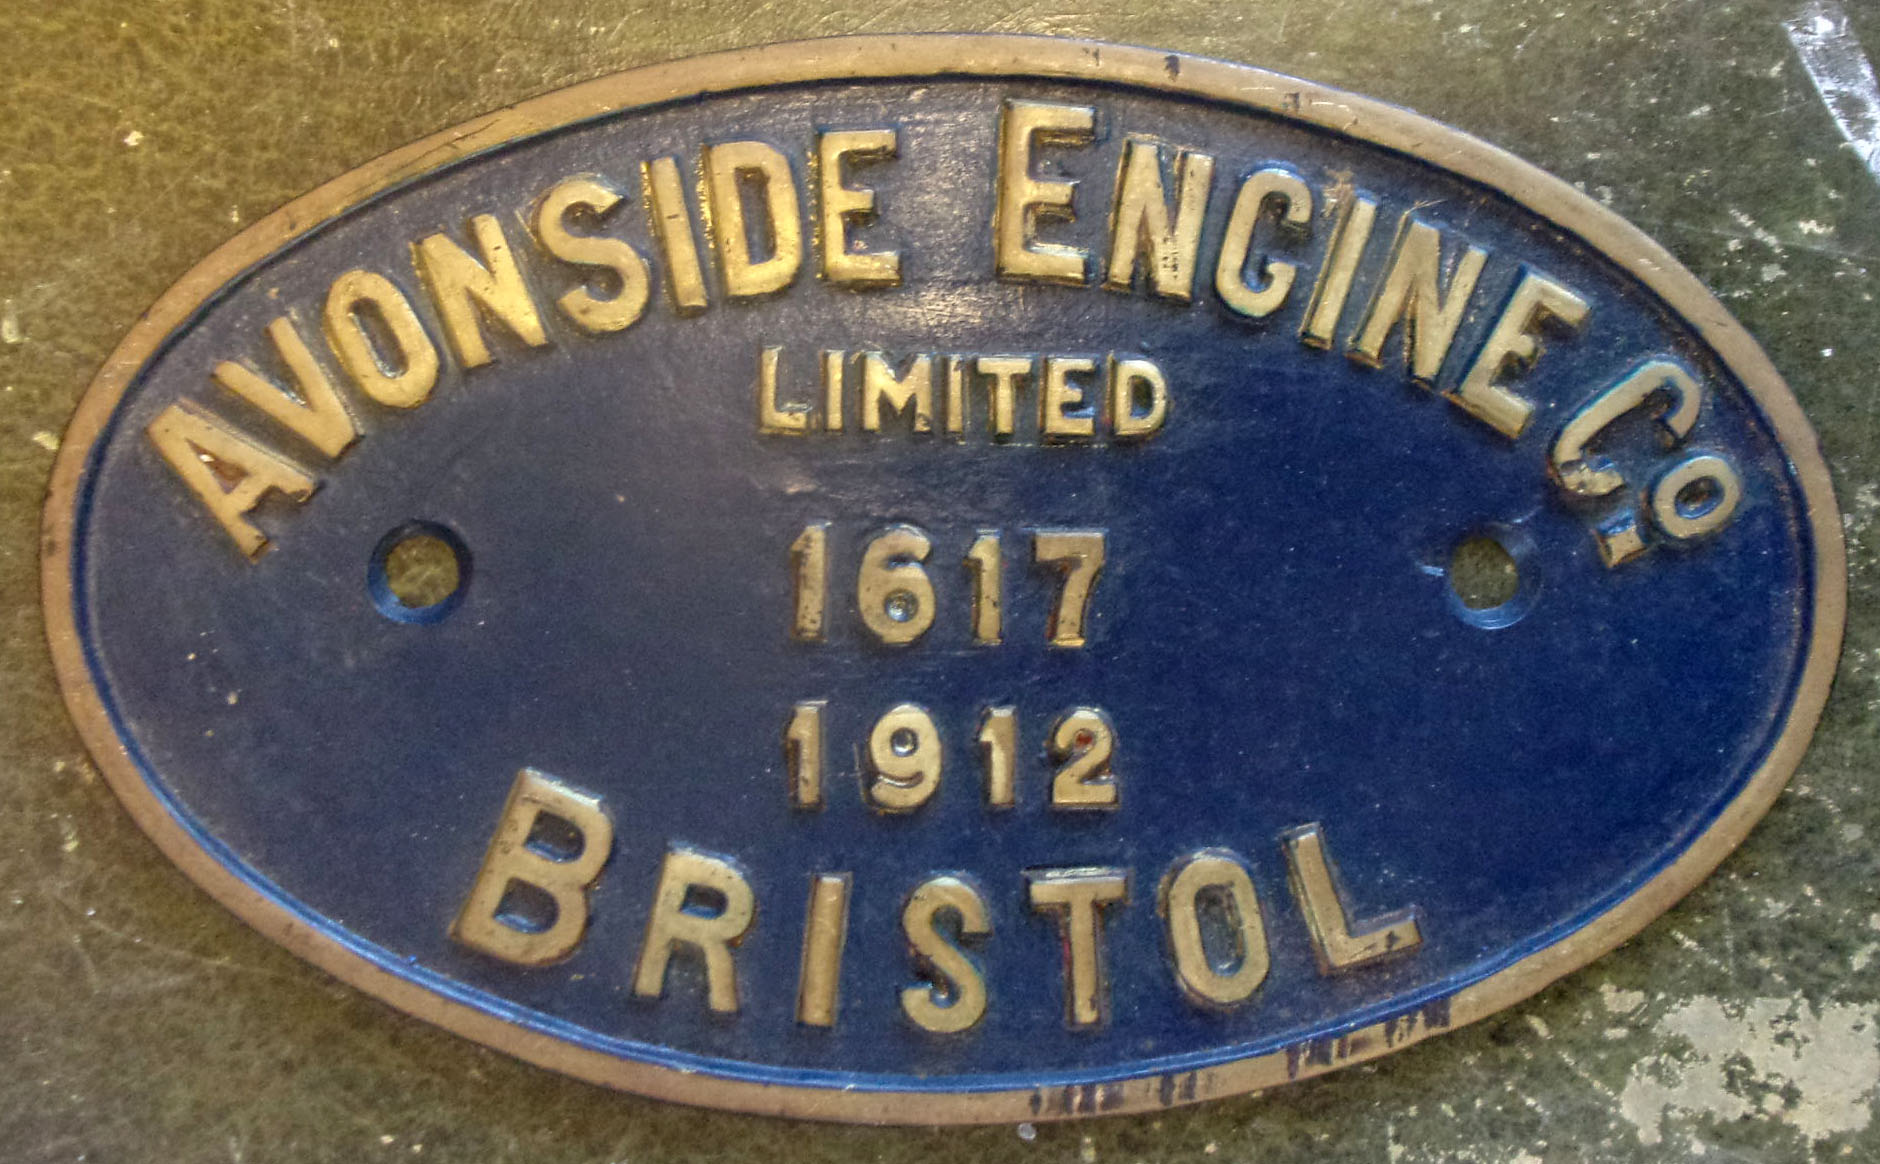 AVONSIDE ENGINE Co.
LIMITED
1617
1912
BRISTOL